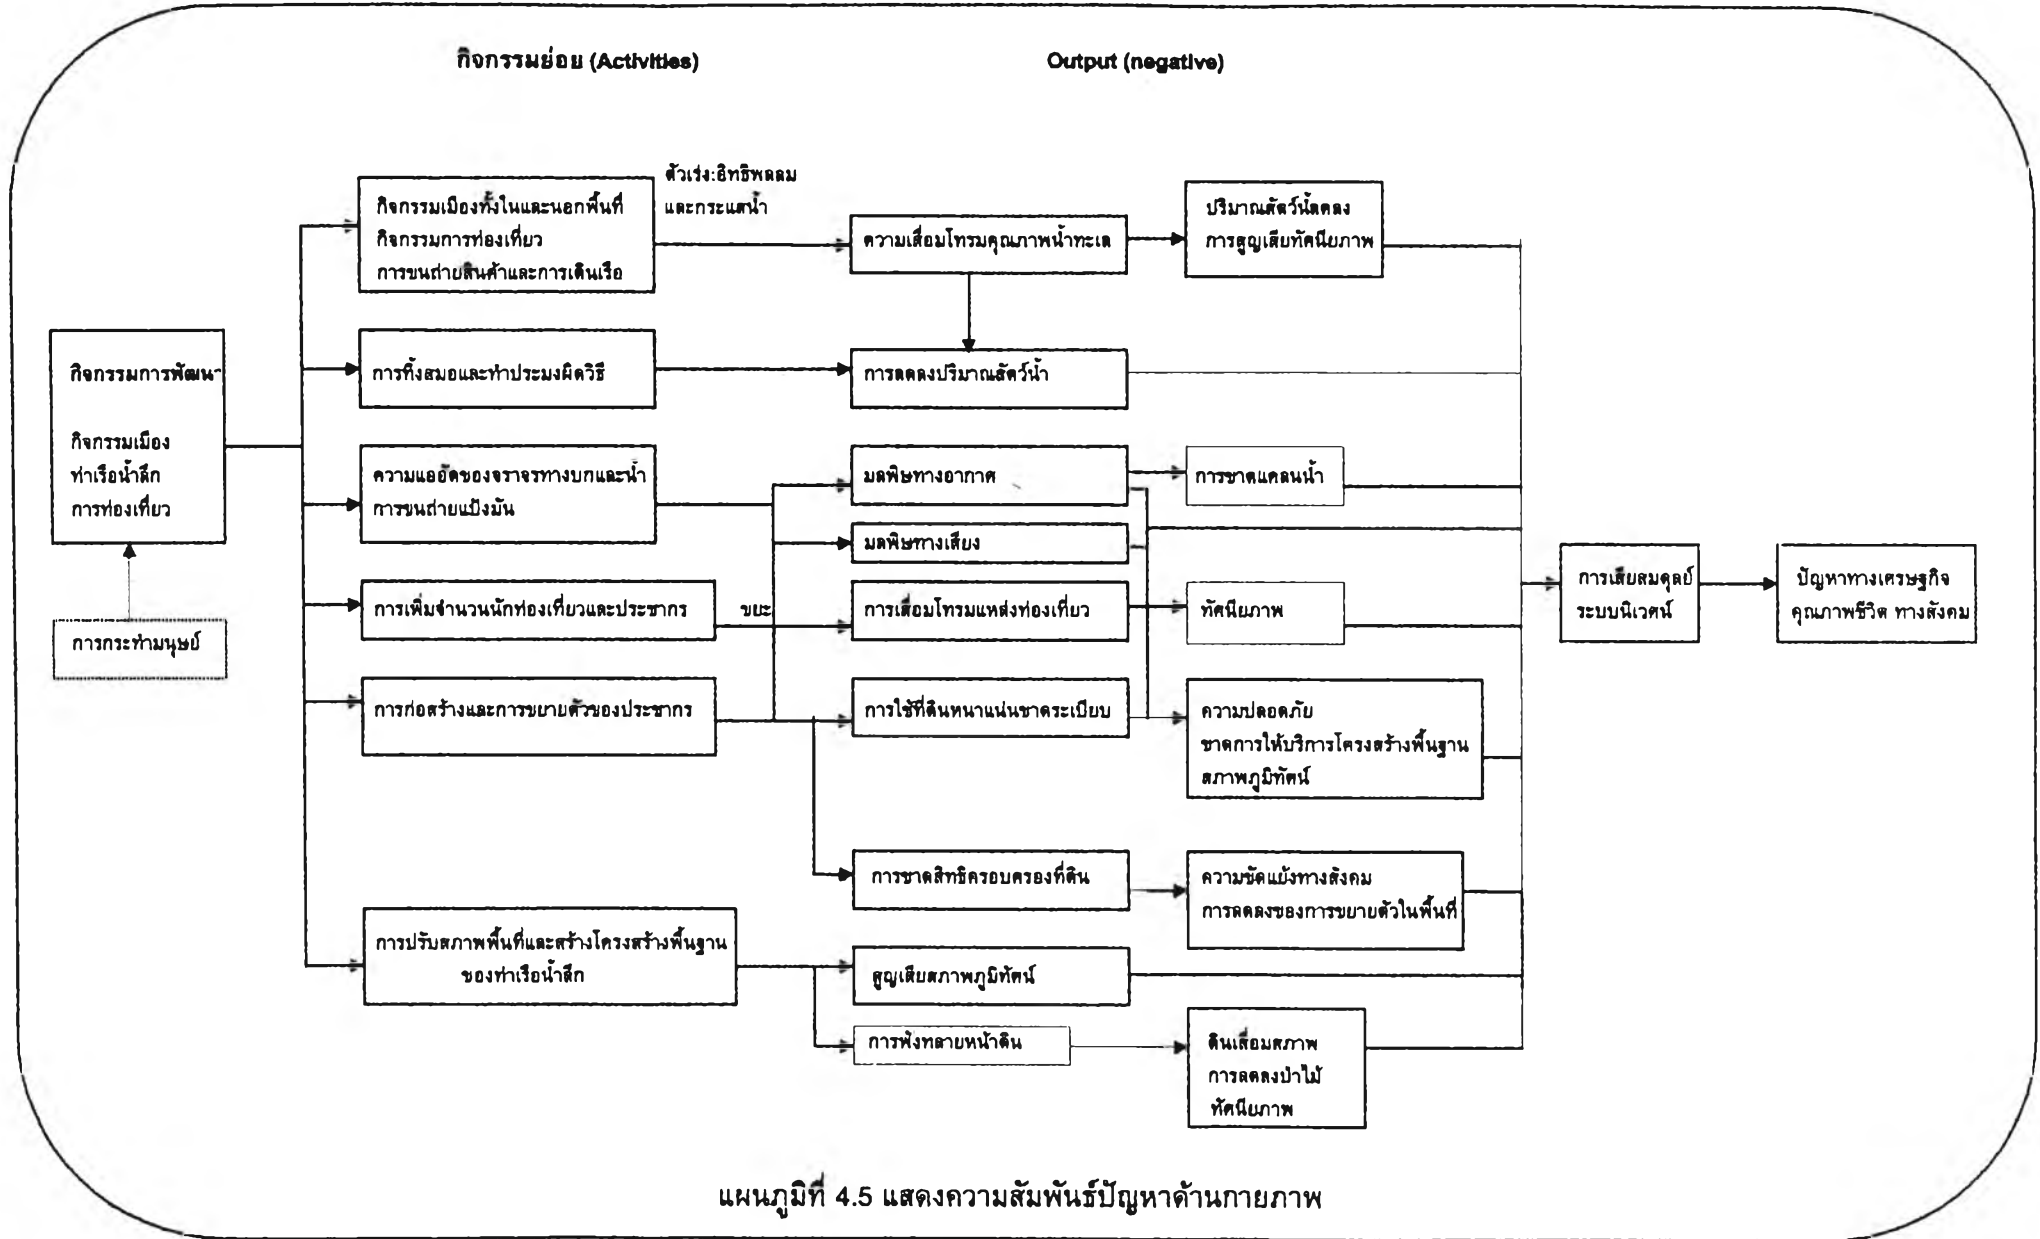 กิจกรรมย่อย (Activities)
Output (negative)
ตัวเร่ง:อิทธิพลลม
และกระแสน้ำ
กิจกรรมเมืองทั้งในและนอกพื้นที่
กิจกรรมการท่องเที่ยว
การขนถ่ายสินค้าและการเดินเรือ
ความเสื่อมโทรมคุณภาพน้ำทะเล
ปริมาณสัตว์น้ำลดลง
การสูญเสียทัศนียภาพ
กิจกรรมการพัฒนา
กิจกรรมเมือง
ท่าเรือน้ำลึก
การท่องเที่ยว
การกระทำมนุษย์
การทิ้งสมอและทำประมงผิดวิธี
การลดลงปริมาณสัตว์น้ำ
ความแออัดของจราจรทางบกและน้ำ
การขนถ่ายแป้งมัน
มลพิษทางอากาศ
การขาดแคลนน้ำ
มลพิษทางเสียง
การเพิ่มจำนวนนักท่องเที่ยวและประชากร
ขยะ
การเสื่อมโทรมแหล่งท่องเที่ยว
ทัศนียภาพ
การเสียสมดุลย์
ระบบนิเวศน์
ปัญหาทางเศรษฐกิจ
คุณภาพชีวิต ทางสังคม
การก่อสร้างและการขยายตัวของประชากร
การใช้ที่ดินหนาแน่นขาดระเบียบ
ความปลอดภัย
ขาดการให้บริการโครงสร้างพื้นฐาน
สภาพภูมิทัศน์
การขาดสิทธิครอบครองที่ดิน
ความขัดแย้งทางสังคม
การลดลงของการขยายตัวในพื้นที่
การปรับสภาพพื้นที่และสร้างโครงสร้างพื้นฐาน
ของท่าเรือน้ำลึก
สูญเสียสภาพภูมิทัศน์
การพังทลายหน้าดิน
ดินเสื่อมสภาพ
การลดลงป่าไม้
ทัศนียภาพ
แผนภูมิที่ 4.5 แสดงความสัมพันธ์ปัญหาด้านกายภาพ